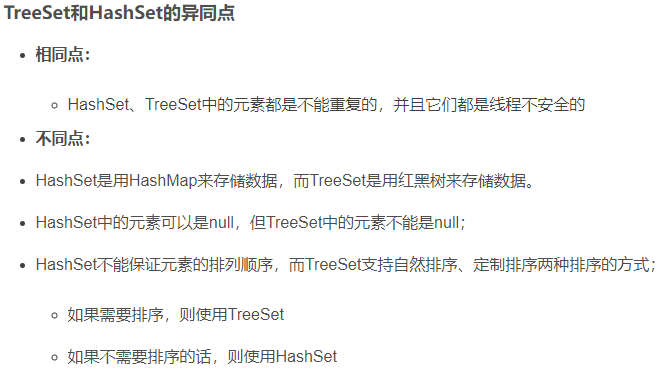 TreeSet和HashSet的异同点
相同点：
HashSet、TreeSet中的元素都是不能重复的，并且它们都是线程不安全的
不同点：
HashSet是用HashMap来存储数据，而TreeSet是用红黑树来存储数据。
HashSet中的元素可以是null，但TreeSet中的元素不能是null；
HashSet不能保证元素的排列顺序，而TreeSet支持自然排序、定制排序两种排序的方式；
如果需要排序，则使用TreeSet
如果不需要排序的话，则使用HashSet